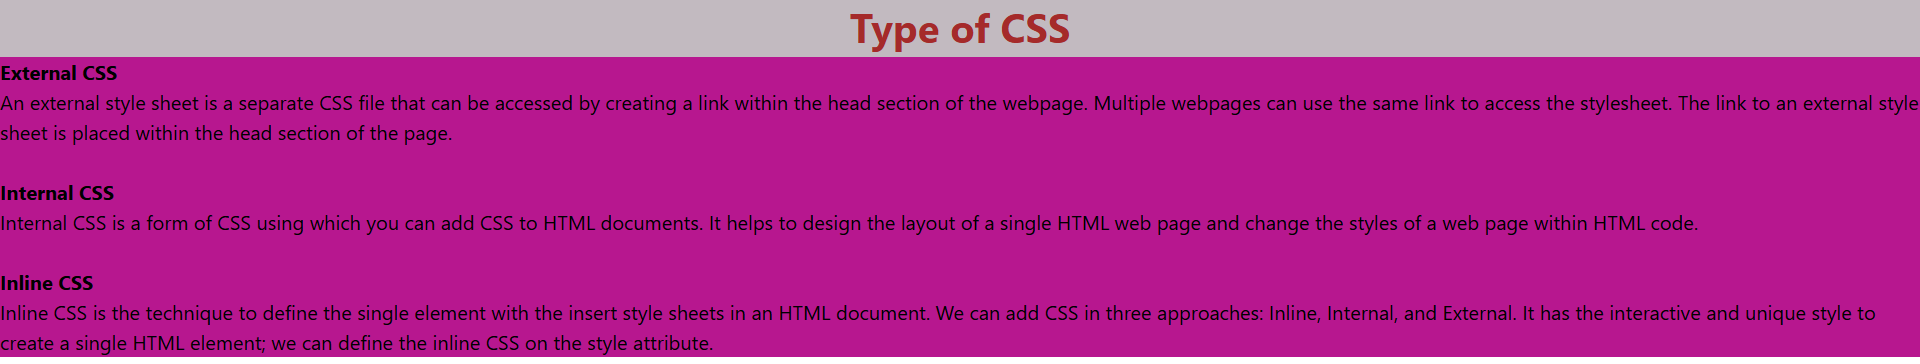 Type of CSS
External CSS
An external style sheet is a separate CSS file that can be accessed by creating a link within the head section of the webpage. Multiple webpages can use the same link to access the stylesheet. The link to an external style
sheet is placed within the head section of the page.
Internal CSS
Internal CSS is a form of CSS using which you can add CSS to HTML documents. It helps to design the layout of a single HTML web page and change the styles of a web page within HTML code.
Inline CSS
Inline CSS is the technique to define the single element with the insert style sheets in an HTML document. We can add CSS in three approaches: Inline, Internal, and External. It has the interactive and unique style to
create a single HTML element; we can define the inline CSS on the style attribute.